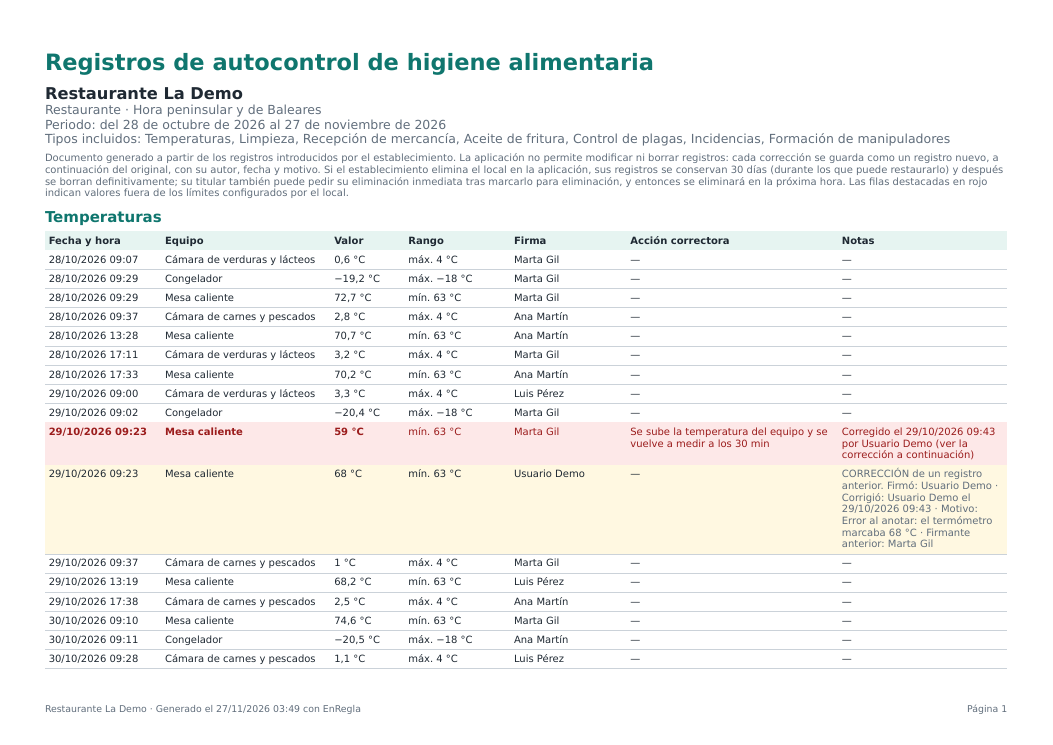 Registros de autocontrol de higiene alimentaria
Restaurante La Demo
Restaurante · Hora peninsular y de Baleares
Periodo: del 28 de octubre de 2026 al 27 de noviembre de 2026
Tipos incluidos: Temperaturas, Limpieza, Recepción de mercancía, Aceite de fritura, Control de plagas, Incidencias, Formación de manipuladores
Documento generado a partir de los registros introducidos por el establecimiento. La aplicación no permite modificar ni borrar registros: cada corrección se guarda como un registro nuevo, a
continuación del original, con su autor, fecha y motivo. Si el establecimiento elimina el local en la aplicación, sus registros se conservan 30 días (durante los que puede restaurarlo) y después
se borran definitivamente; su titular también puede pedir su eliminación inmediata tras marcarlo para eliminación, y entonces se eliminará en la próxima hora. Las filas destacadas en rojo
indican valores fuera de los límites configurados por el local.
Temperaturas
Fecha y hora Equipo Valor Rango Firma Acción correctora Notas
28/10/2026 09:07 Cámara de verduras y lácteos 0,6 °C máx. 4 °C Marta Gil — —
28/10/2026 09:29 Congelador −19,2 °C máx. −18 °C Marta Gil — —
28/10/2026 09:29 Mesa caliente 72,7 °C mín. 63 °C Marta Gil — —
28/10/2026 09:37 Cámara de carnes y pescados 2,8 °C máx. 4 °C Ana Martín — —
28/10/2026 13:28 Mesa caliente 70,7 °C mín. 63 °C Ana Martín — —
28/10/2026 17:11 Cámara de verduras y lácteos 3,2 °C máx. 4 °C Marta Gil — —
28/10/2026 17:33 Mesa caliente 70,2 °C mín. 63 °C Ana Martín — —
29/10/2026 09:00 Cámara de verduras y lácteos 3,3 °C máx. 4 °C Luis Pérez — —
29/10/2026 09:02 Congelador −20,4 °C máx. −18 °C Marta Gil — —
29/10/2026 09:23 Mesa caliente 59 °C mín. 63 °C Marta Gil Se sube la temperatura del equipo y se Corregido el 29/10/2026 09:43
vuelve a medir a los 30 min por Usuario Demo (ver la
corrección a continuación)
29/10/2026 09:23 Mesa caliente 68 °C mín. 63 °C Usuario Demo — CORRECCIÓN de un registro
anterior. Firmó: Usuario Demo ·
Corrigió: Usuario Demo el
29/10/2026 09:43 · Motivo:
Error al anotar: el termómetro
marcaba 68 °C · Firmante
anterior: Marta Gil
29/10/2026 09:37 Cámara de carnes y pescados 1 °C máx. 4 °C Marta Gil — —
29/10/2026 13:19 Mesa caliente 68,2 °C mín. 63 °C Luis Pérez — —
29/10/2026 17:38 Cámara de carnes y pescados 2,5 °C máx. 4 °C Ana Martín — —
30/10/2026 09:10 Mesa caliente 74,6 °C mín. 63 °C Marta Gil — —
30/10/2026 09:11 Congelador −20,5 °C máx. −18 °C Ana Martín — —
30/10/2026 09:28 Cámara de carnes y pescados 1,1 °C máx. 4 °C Luis Pérez — —
Restaurante La Demo · Generado el 27/11/2026 03:49 con EnRegla Página 1